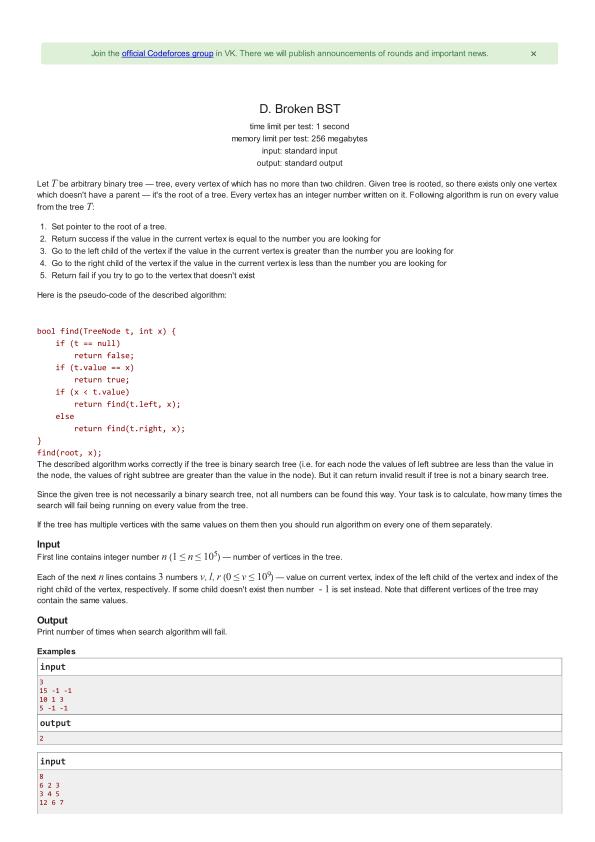 Join the official Codeforces group in VK. There we will publish announcements of rounds and important news. ×
D. Broken BST
time limit per test: 1 second
memory limit per test: 256 megabytes
input: standard input
output: standard output
Let T be arbitrary binary tree — tree, every vertex of which has no more than two children. Given tree is rooted, so there exists only one vertex
which doesn't have a parent — it's the root of a tree. Every vertex has an integer number written on it. Following algorithm is run on every value
from the tree T:
1. Set pointer to the root of a tree.
2. Return success if the value in the current vertex is equal to the number you are looking for
3. Go to the left child of the vertex if the value in the current vertex is greater than the number you are looking for
4. Go to the right child of the vertex if the value in the current vertex is less than the number you are looking for
5. Return fail if you try to go to the vertex that doesn't exist
Here is the pseudo-code of the described algorithm:
bool find(TreeNode t, int x) {
    if (t == null)
        return false;
    if (t.value == x)
        return true;
    if (x < t.value)
        return find(t.left, x);
    else
        return find(t.right, x);
}
find(root, x);
The described algorithm works correctly if the tree is binary search tree (i.e. for each node the values of left subtree are less than the value in
the node, the values of right subtree are greater than the value in the node). But it can return invalid result if tree is not a binary search tree.
Since the given tree is not necessarily a binary search tree, not all numbers can be found this way. Your task is to calculate, how many times the
search will fail being running on every value from the tree.
If the tree has multiple vertices with the same values on them then you should run algorithm on every one of them separately.
Input
First line contains integer number n (1 ≤ n ≤ 10^5) — number of vertices in the tree.
Each of the next n lines contains 3 numbers v, l, r (0 ≤ v ≤ 10^9) — value on current vertex, index of the left child of the vertex and index of the
right child of the vertex, respectively. If some child doesn't exist then number  - 1 is set instead. Note that different vertices of the tree may
contain the same values.
Output
Print number of times when search algorithm will fail.
Examples
input
3
15 -1 -1
10 1 3
5 -1 -1
output
2
input
8
6 2 3
3 4 5
12 6 7